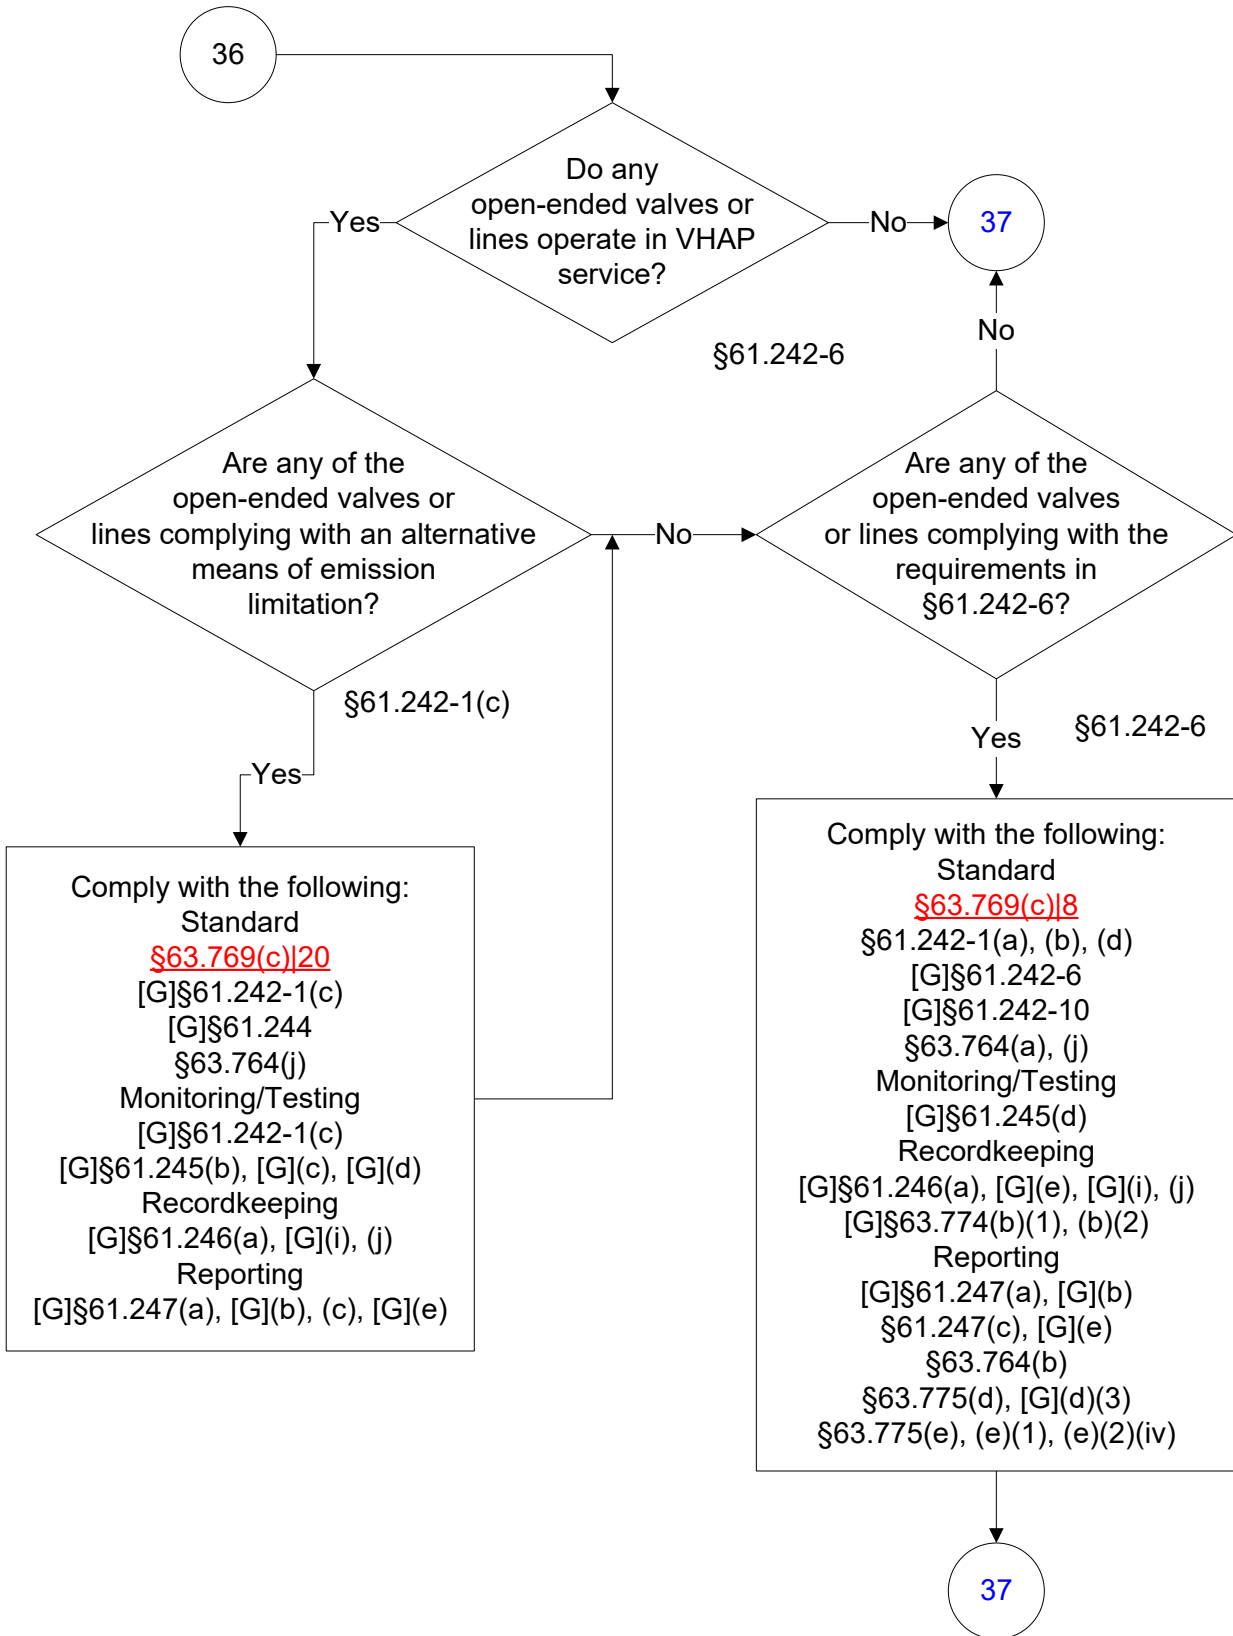 36
Do any
open-ended valves or
lines operate in VHAP
service?
Yes
No
37
§61.242-6
No
Are any of the
open-ended valves or
lines complying with an alternative
means of emission
limitation?
No
Are any of the
open-ended valves
or lines complying with the
requirements in
§61.242-6?
§61.242-1(c)
Yes
§61.242-6
Yes
Comply with the following:
Standard
§63.769(c)|20
[G]§61.242-1(c)
[G]§61.244
§63.764(j)
Monitoring/Testing
[G]§61.242-1(c)
[G]§61.245(b), [G](c), [G](d)
Recordkeeping
[G]§61.246(a), [G](i), (j)
Reporting
[G]§61.247(a), [G](b), (c), [G](e)
Comply with the following:
Standard
§63.769(c)|8
§61.242-1(a), (b), (d)
[G]§61.242-6
[G]§61.242-10
§63.764(a), (j)
Monitoring/Testing
[G]§61.245(d)
Recordkeeping
[G]§61.246(a), [G](e), [G](i), (j)
[G]§63.774(b)(1), (b)(2)
Reporting
[G]§61.247(a), [G](b)
§61.247(c), [G](e)
§63.764(b)
§63.775(d), [G](d)(3)
§63.775(e), (e)(1), (e)(2)(iv)
37